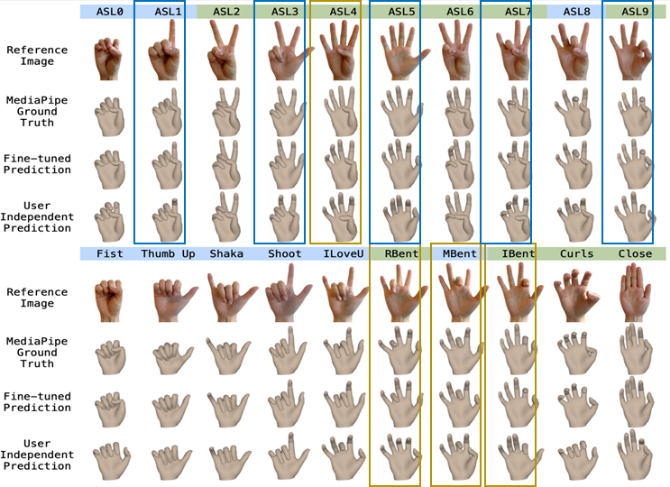 ASL0 ASL1 ASL2 ASL3 ASL4 ASL5 ASL6 ASL7 ASL8 ASL9
Reference
Image
MediaPipe
Ground
Truth
Fine-tuned
Prediction
User
Independent
Prediction
Fist Thumb Up Shaka Shoot ILoveU RBent MBent IBent Curls Close
Reference
Image
MediaPipe
Ground
Truth
Fine-tuned
Prediction
User
Independent
Prediction